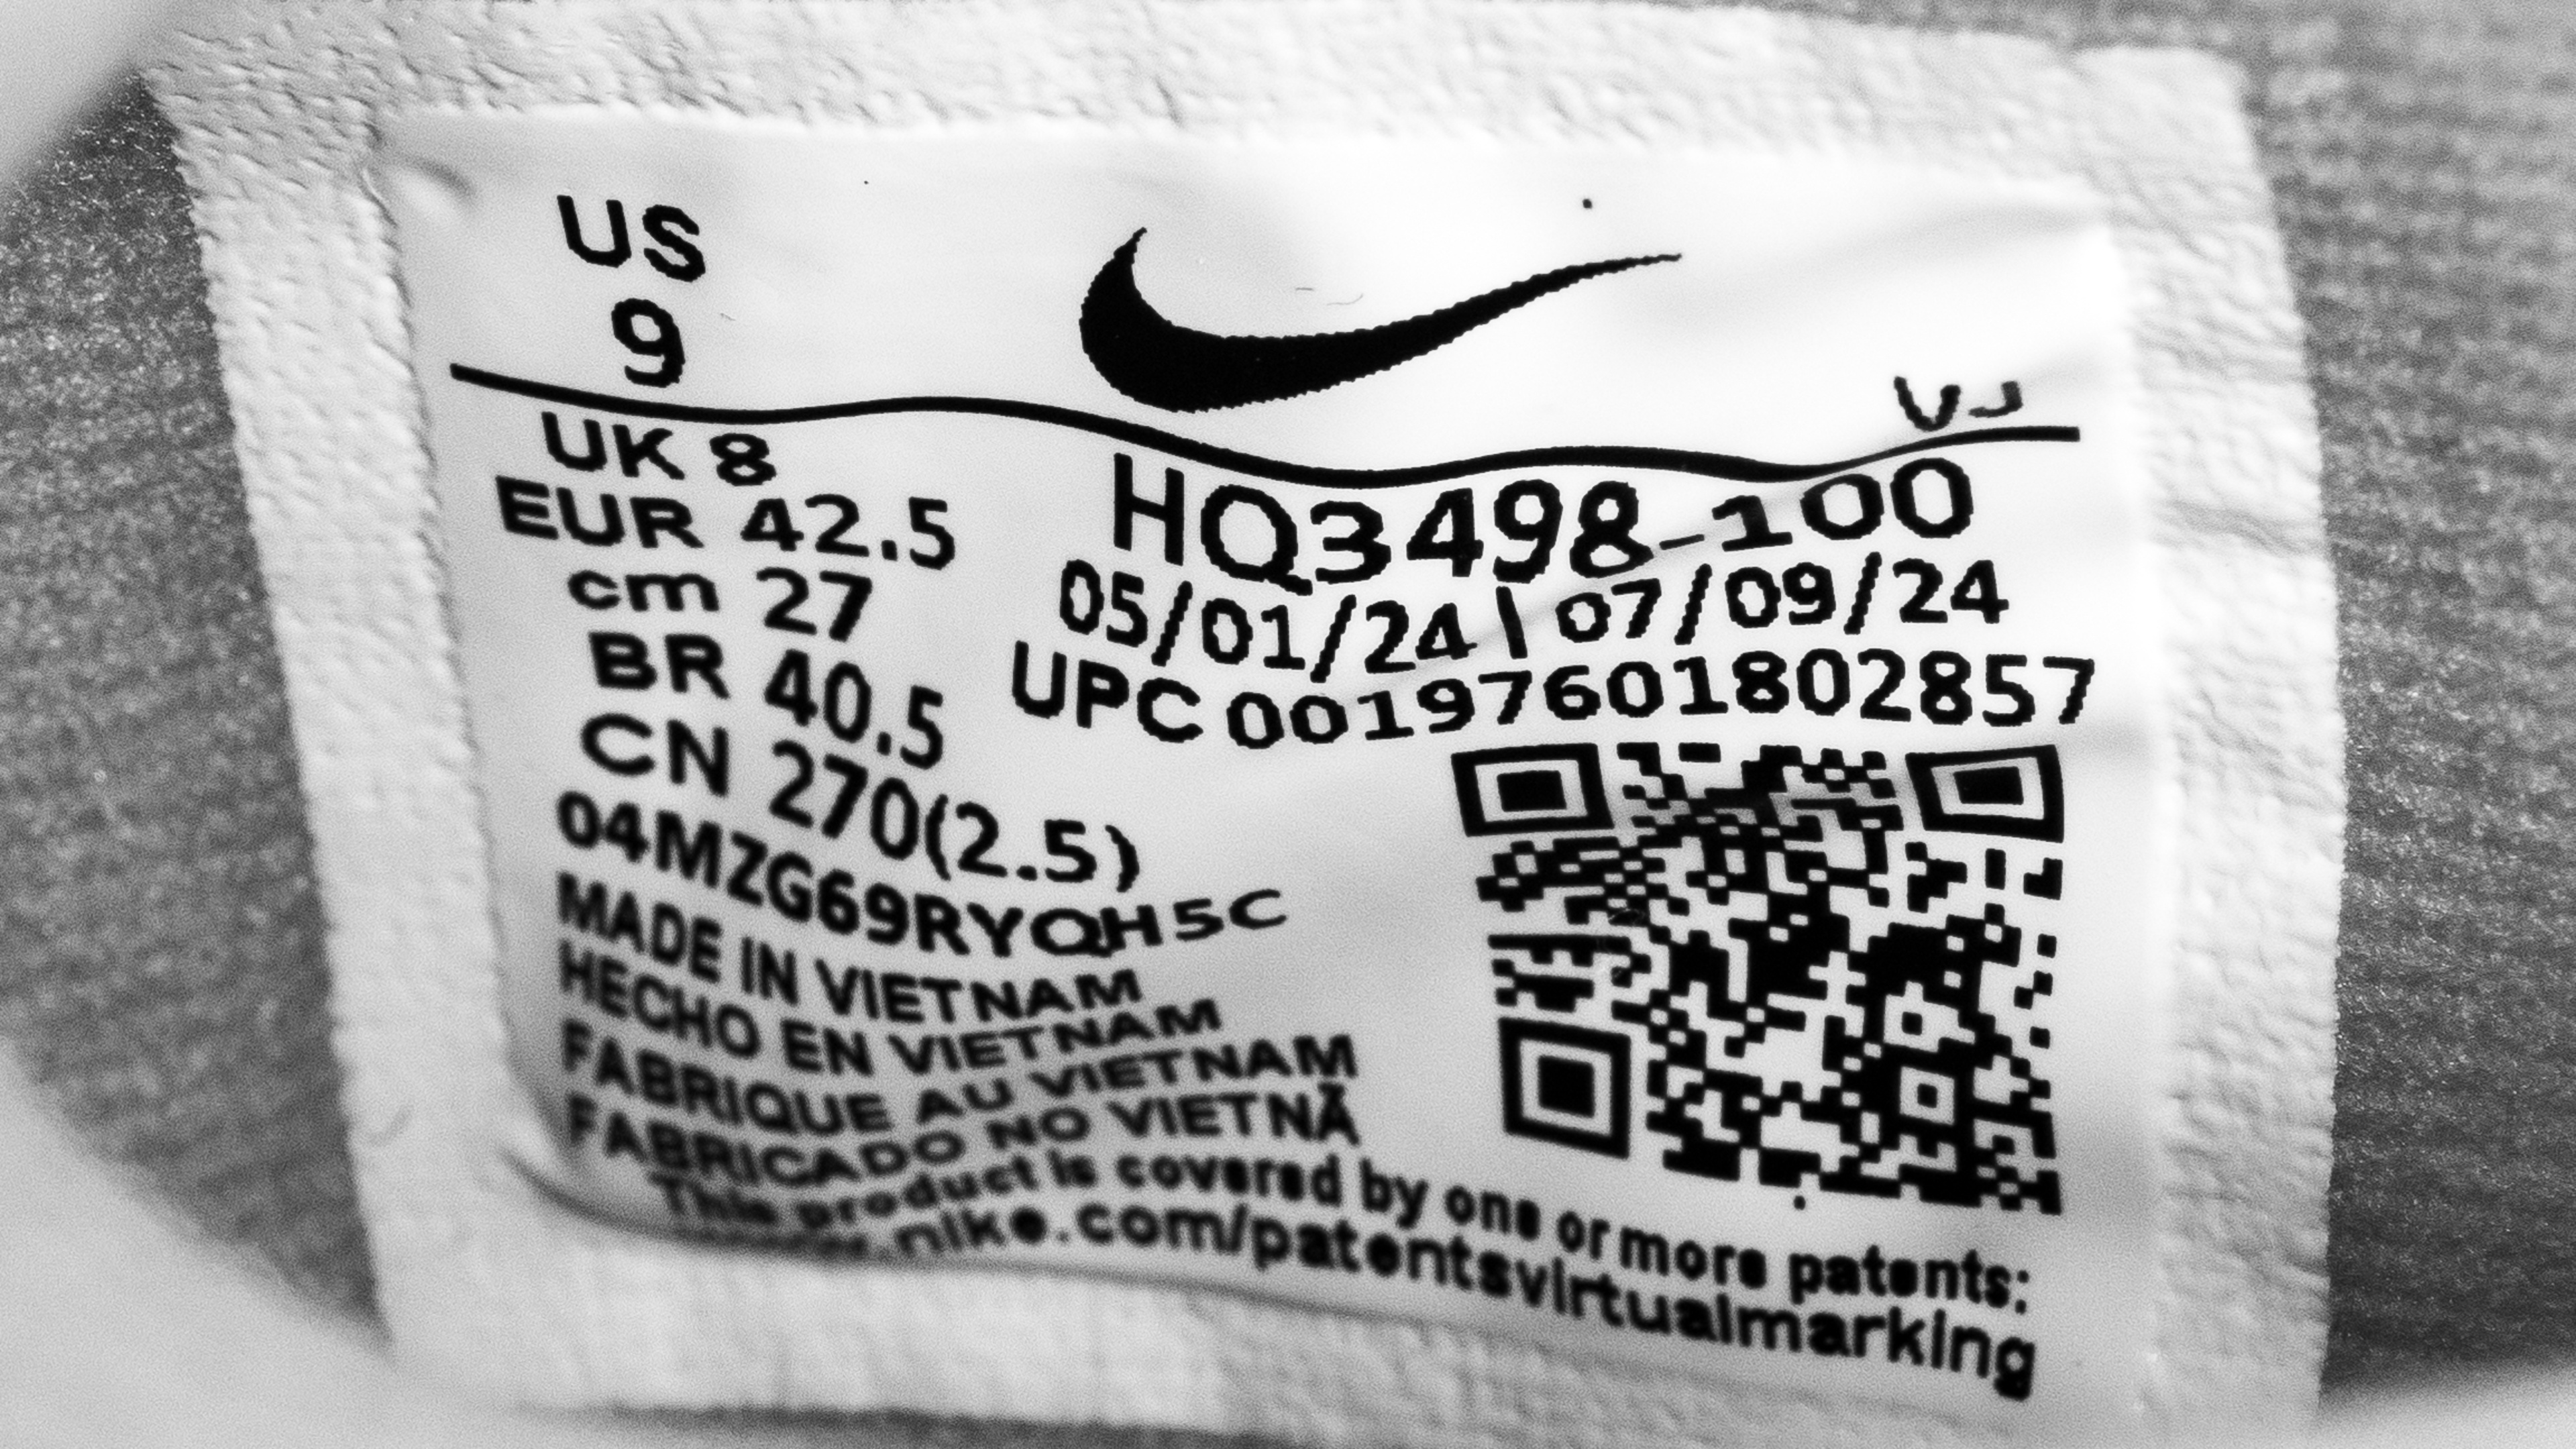 US
9
VJ
UK 8
EUR 42.5
cm 27
BR 40.5
CN 270(2.5)
HQ3498-100
05/01/24 | 07/09/24
UPC 00197601802857
04MZG69RYQH5C
MADE IN VIETNAM
HECHO EN VIETNAM
FABRIQUE AU VIETNAM
FABRICADO NO VIETNÃ
This product is covered by one or more patents:
.nike.com/patentsvirtualmarking